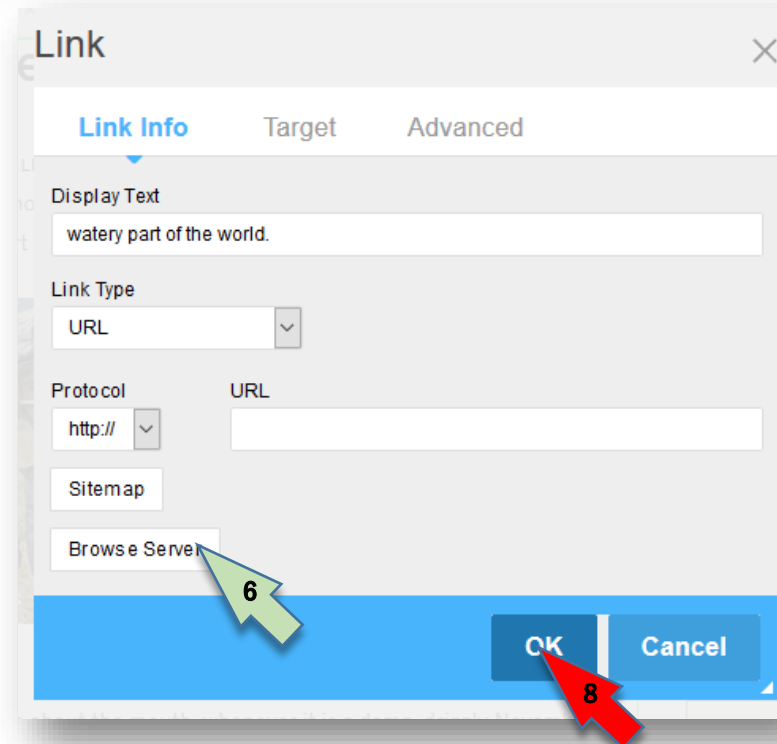 Link
Link Info Target Advanced
Display Text
watery part of the world.
Link Type
URL
Protocol URL
http://
Sitemap
Browse Server
6
OK Cancel
8